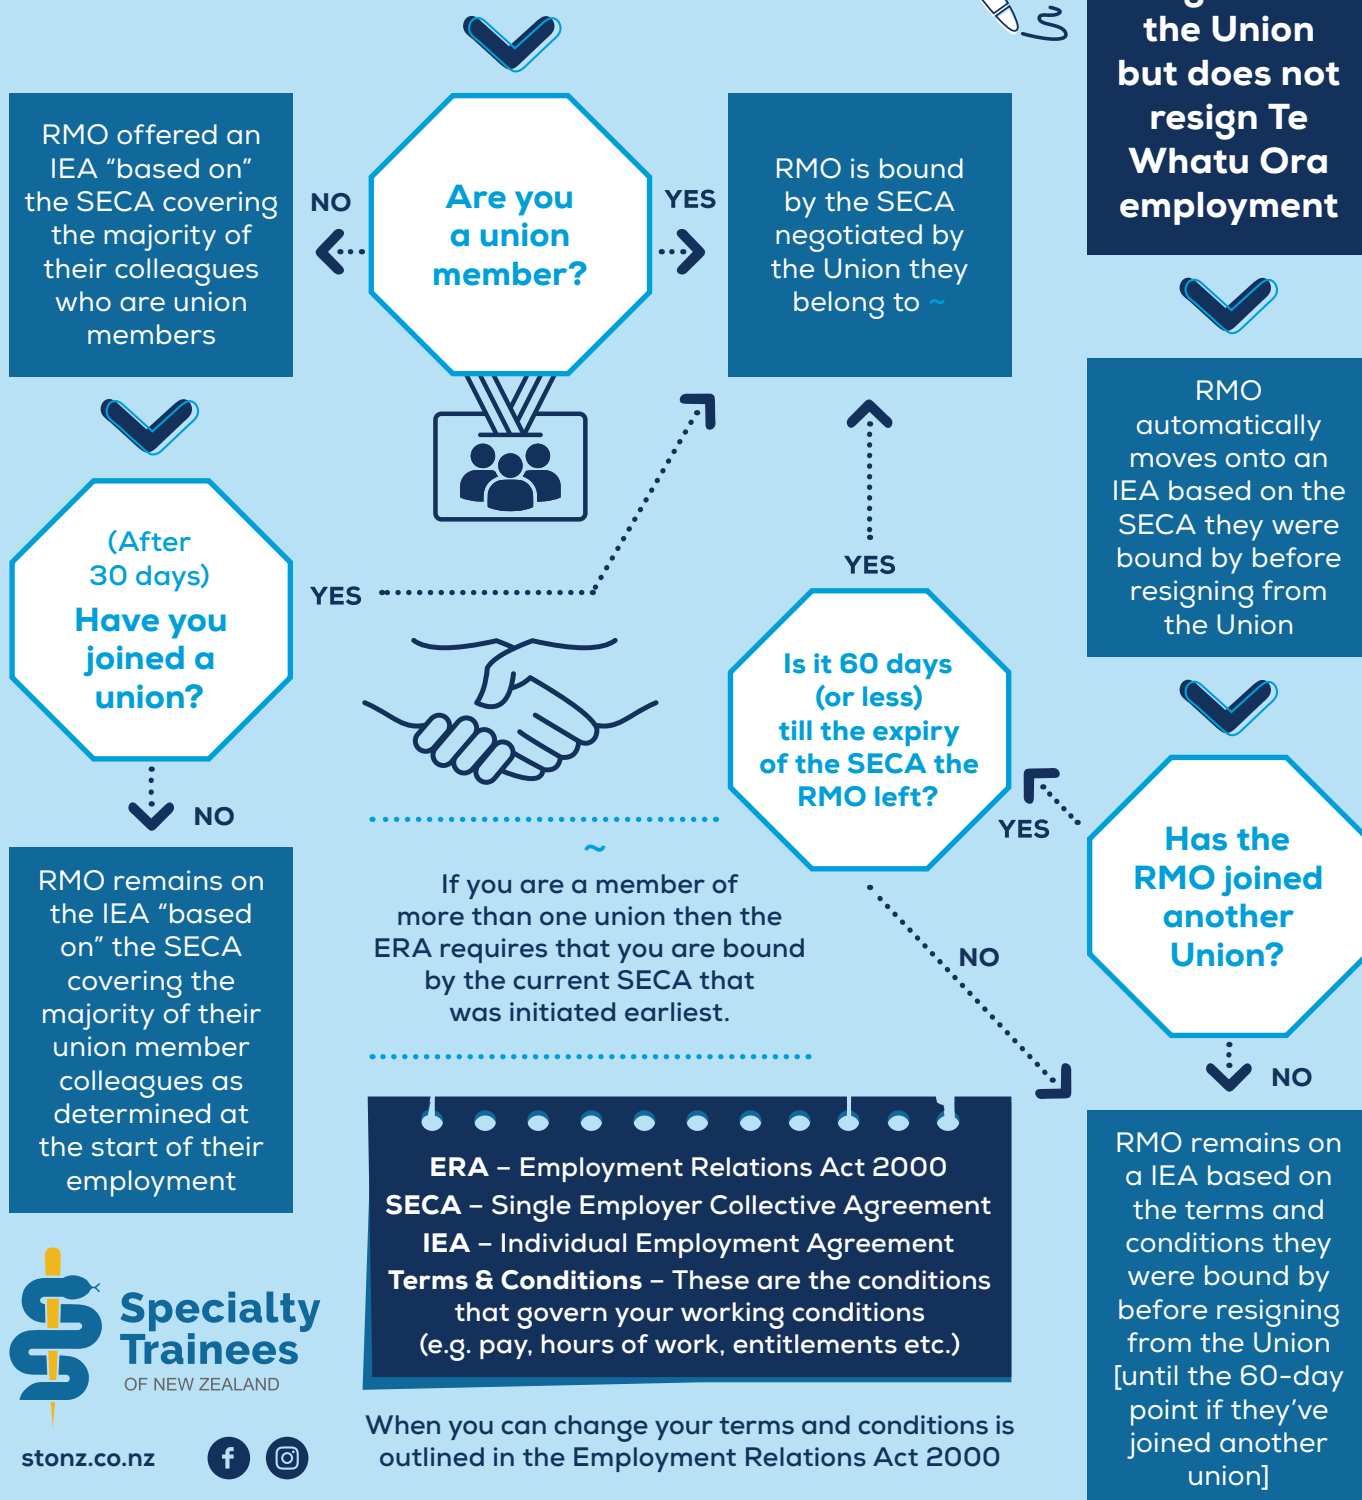 the Union
but does not
resign Te
Whatu Ora
employment
RMO offered an
IEA “based on”
the SECA covering
the majority of
their colleagues
who are union
members
NO
Are you
a union
member?
YES
RMO is bound
by the SECA
negotiated by
the Union they
belong to ~
RMO
automatically
moves onto an
IEA based on the
SECA they were
bound by before
resigning from
the Union
(After
30 days)
Have you
joined a
union?
YES
NO
YES
Is it 60 days
(or less)
till the expiry
of the SECA the
RMO left?
YES
NO
Has the
RMO joined
another
Union?
NO
RMO remains on
the IEA “based
on” the SECA
covering the
majority of their
union member
colleagues as
determined at
the start of their
employment
~
If you are a member of
more than one union then the
ERA requires that you are bound
by the current SECA that
was initiated earliest.
ERA – Employment Relations Act 2000
SECA – Single Employer Collective Agreement
IEA – Individual Employment Agreement
Terms & Conditions – These are the conditions
that govern your working conditions
(e.g. pay, hours of work, entitlements etc.)
RMO remains on
a IEA based on
the terms and
conditions they
were bound by
before resigning
from the Union
[until the 60-day
point if they’ve
joined another
union]
Specialty
Trainees
OF NEW ZEALAND
stonz.co.nz
When you can change your terms and conditions is
outlined in the Employment Relations Act 2000